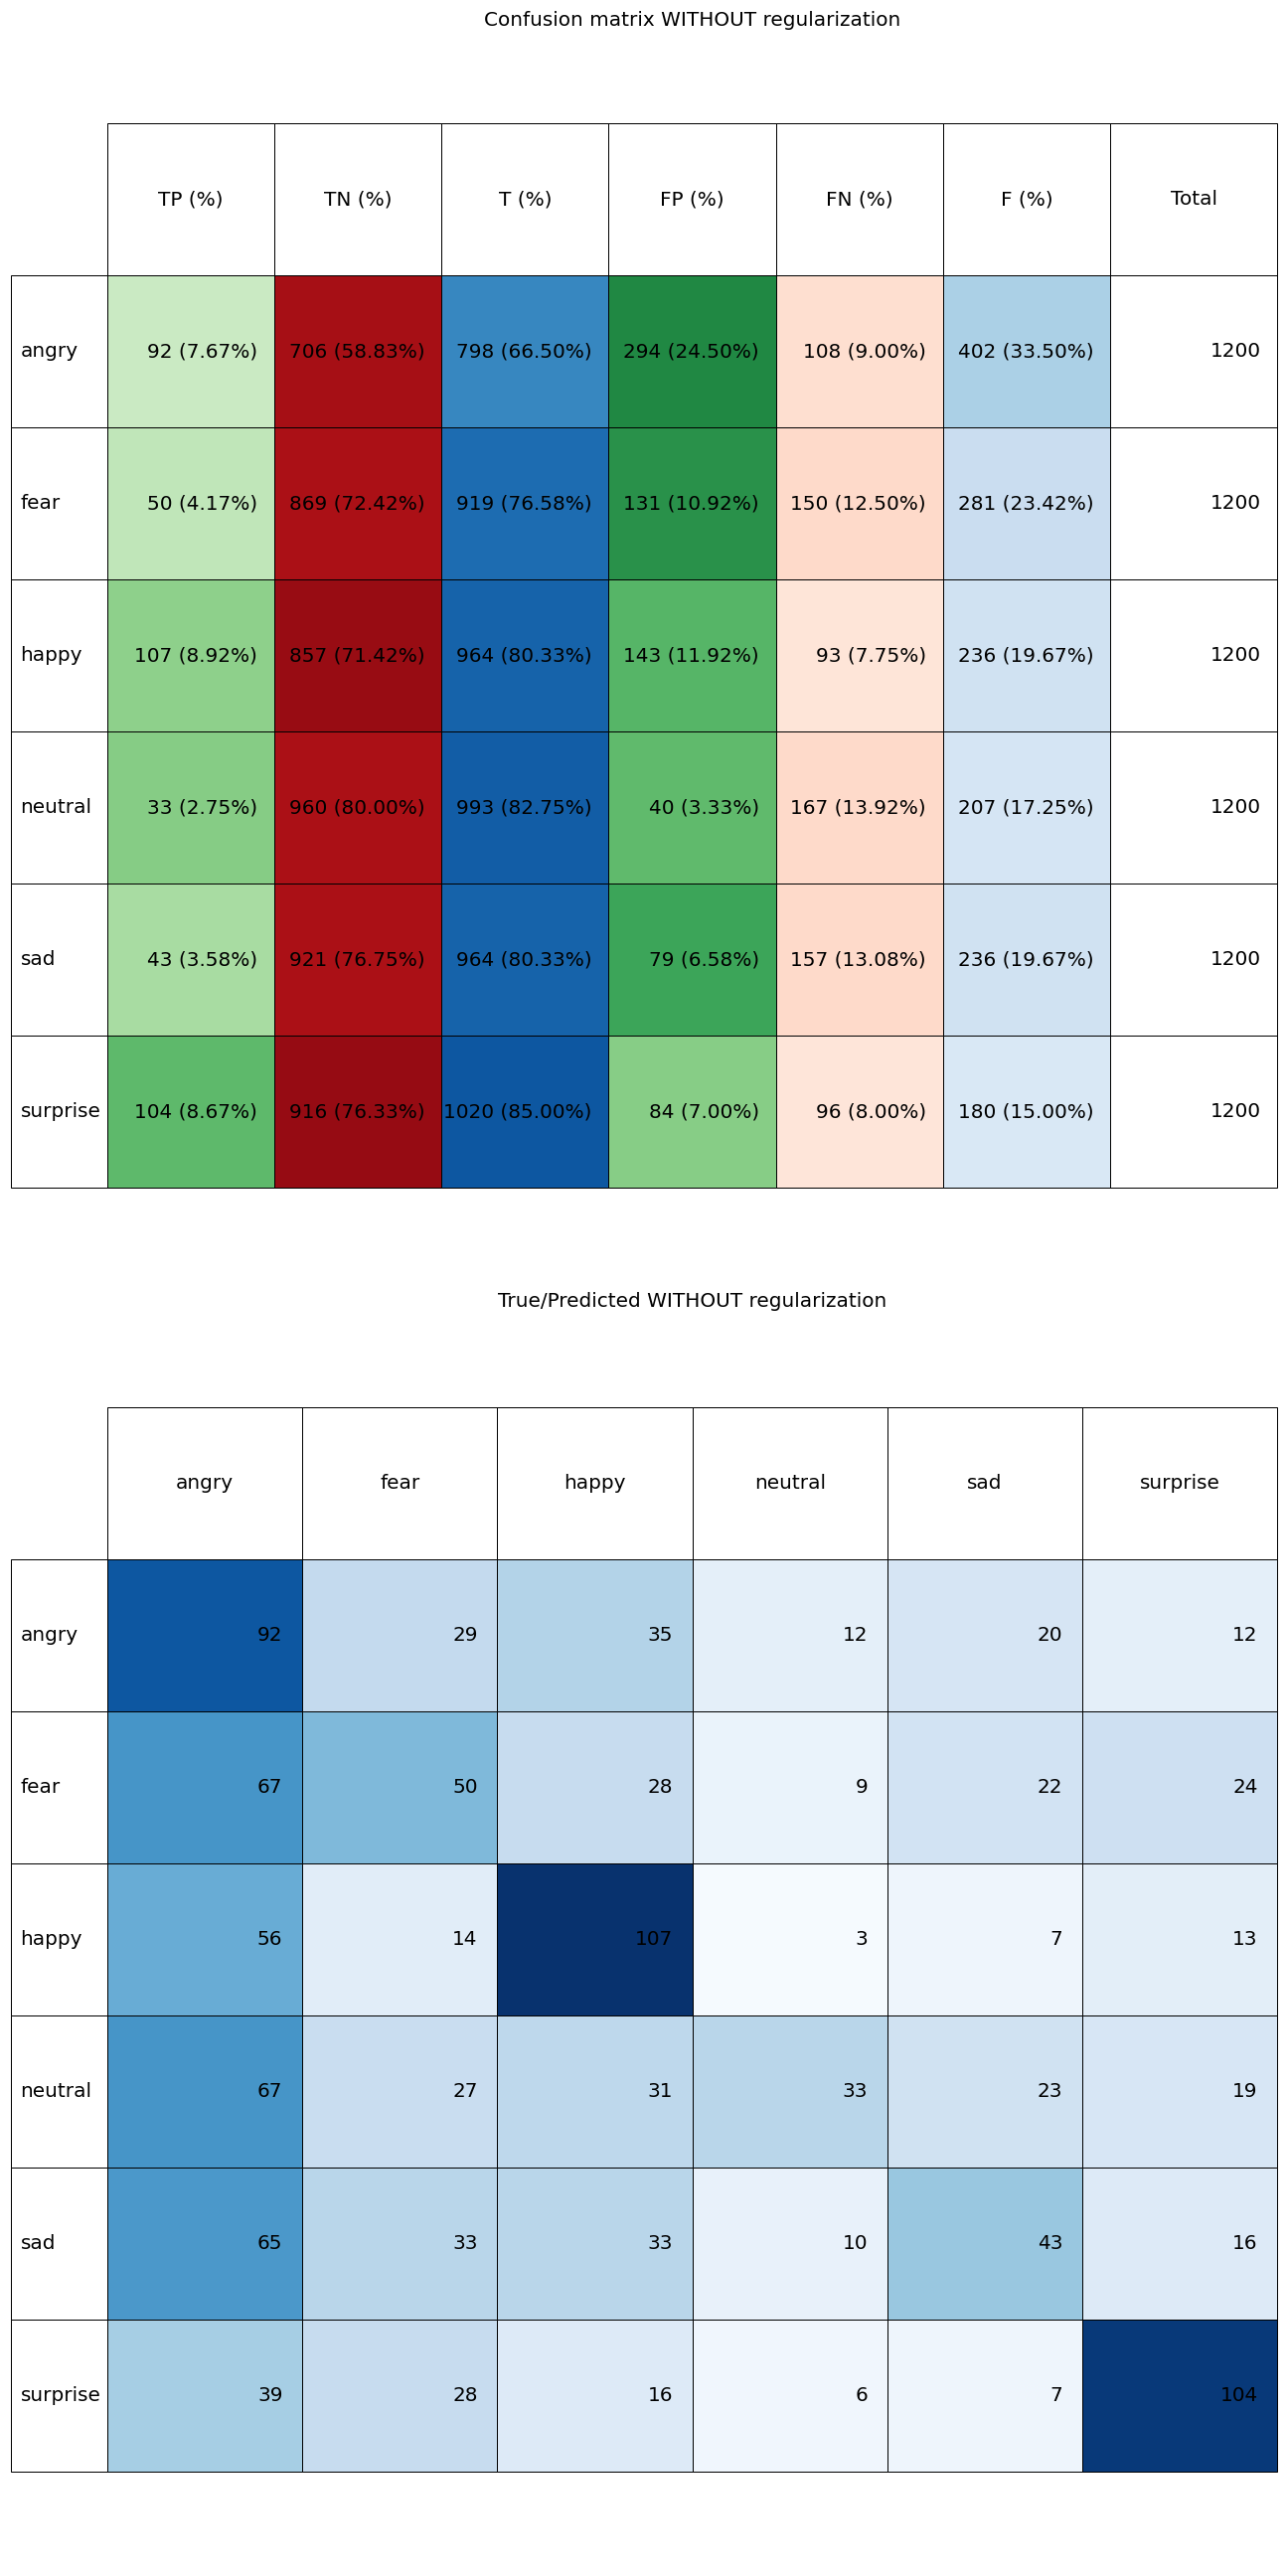 Confusion matrix WITHOUT regularization
TP (%) TN (%) T (%) FP (%) FN (%) F (%) Total
angry 92 (7.67%) 706 (58.83%) 798 (66.50%) 294 (24.50%) 108 (9.00%) 402 (33.50%) 1200
fear 50 (4.17%) 869 (72.42%) 919 (76.58%) 131 (10.92%) 150 (12.50%) 281 (23.42%) 1200
happy 107 (8.92%) 857 (71.42%) 964 (80.33%) 143 (11.92%) 93 (7.75%) 236 (19.67%) 1200
neutral 33 (2.75%) 960 (80.00%) 993 (82.75%) 40 (3.33%) 167 (13.92%) 207 (17.25%) 1200
sad 43 (3.58%) 921 (76.75%) 964 (80.33%) 79 (6.58%) 157 (13.08%) 236 (19.67%) 1200
surprise 104 (8.67%) 916 (76.33%) 1020 (85.00%) 84 (7.00%) 96 (8.00%) 180 (15.00%) 1200
True/Predicted WITHOUT regularization
angry fear happy neutral sad surprise
angry 92 29 35 12 20 12
fear 67 50 28 9 22 24
happy 56 14 107 3 7 13
neutral 67 27 31 33 23 19
sad 65 33 33 10 43 16
surprise 39 28 16 6 7 104